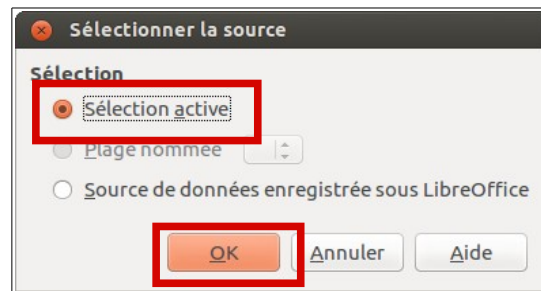 Sélectionner la source
Sélection
Sélection active
Plage nommée
Source de données enregistrée sous LibreOffice
OK Annuler Aide